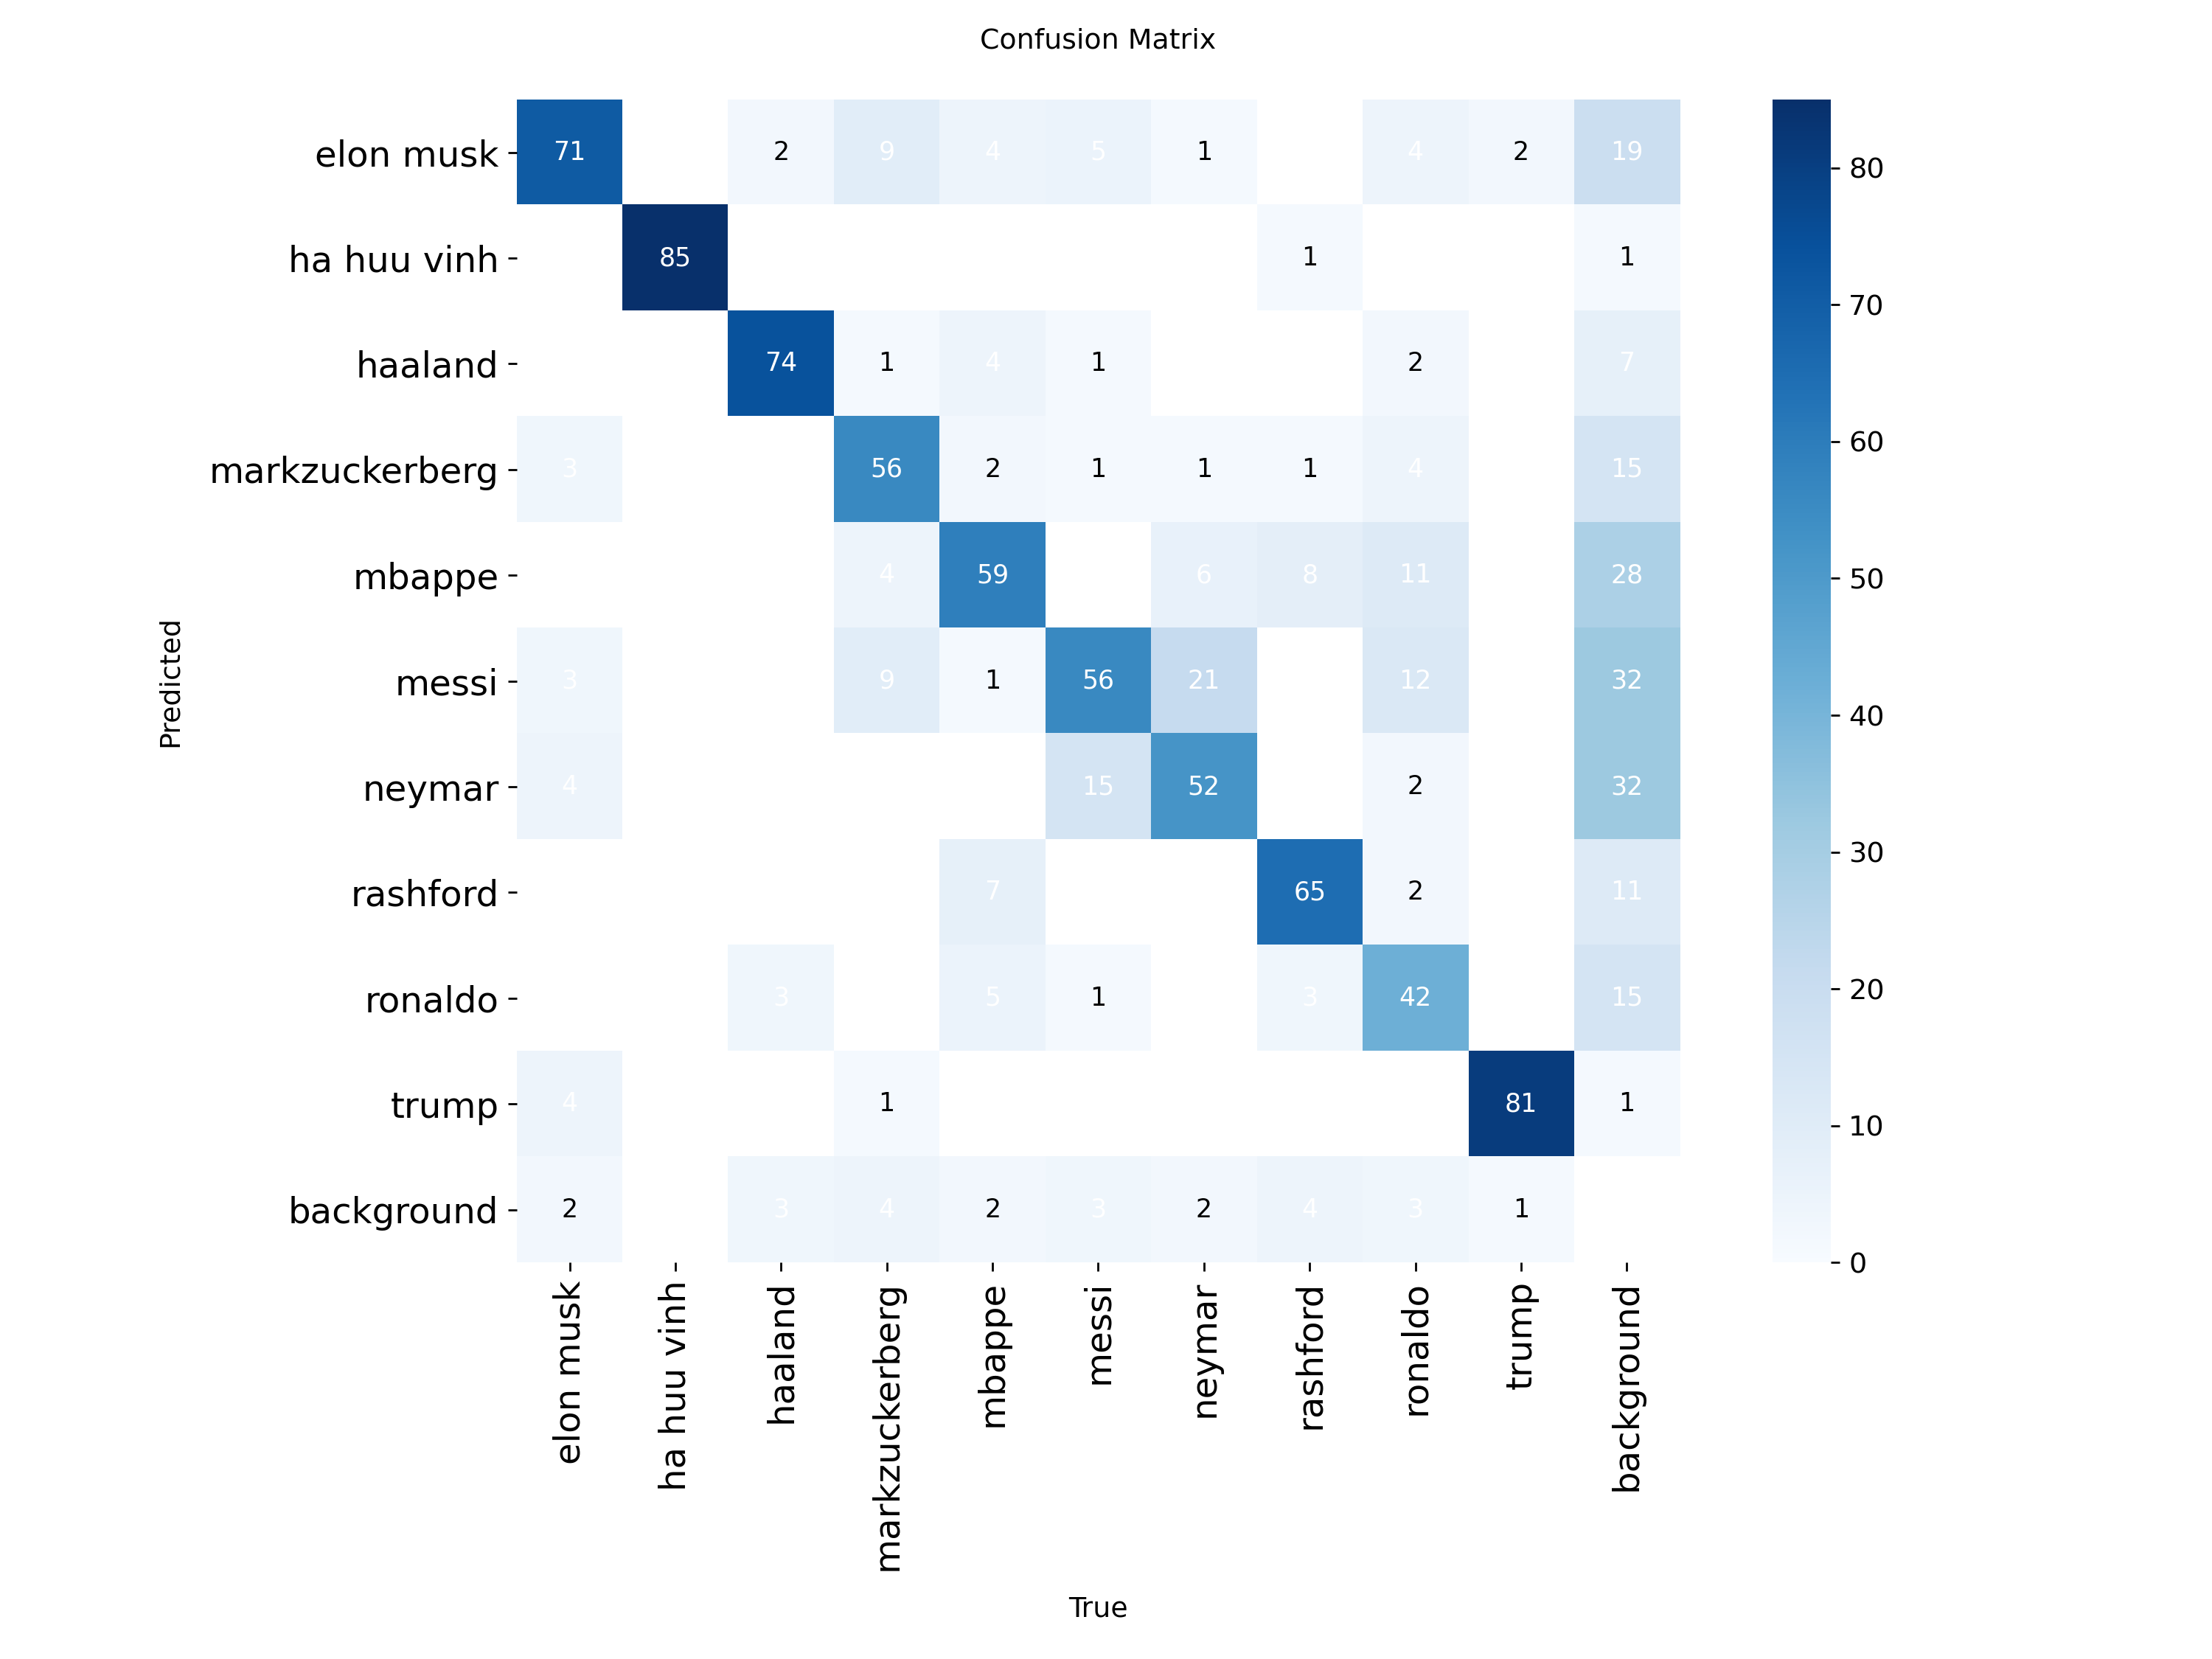 Confusion Matrix
elon musk 71 2 9 4 5 1 4 2 19
ha huu vinh 85 1 1
haaland 74 1 4 1 2 7
markzuckerberg 3 56 2 1 1 1 4 15
mbappe 4 59 6 8 11 28
messi 3 9 1 56 21 12 32
neymar 4 15 52 2 32
rashford 7 65 2 11
ronaldo 3 5 1 3 42 15
trump 4 1 81 1
background 2 3 4 2 3 2 4 3 1
Predicted
elon musk
ha huu vinh
haaland
markzuckerberg
mbappe
messi
neymar
rashford
ronaldo
trump
background
True
80
70
60
50
40
30
20
10
0